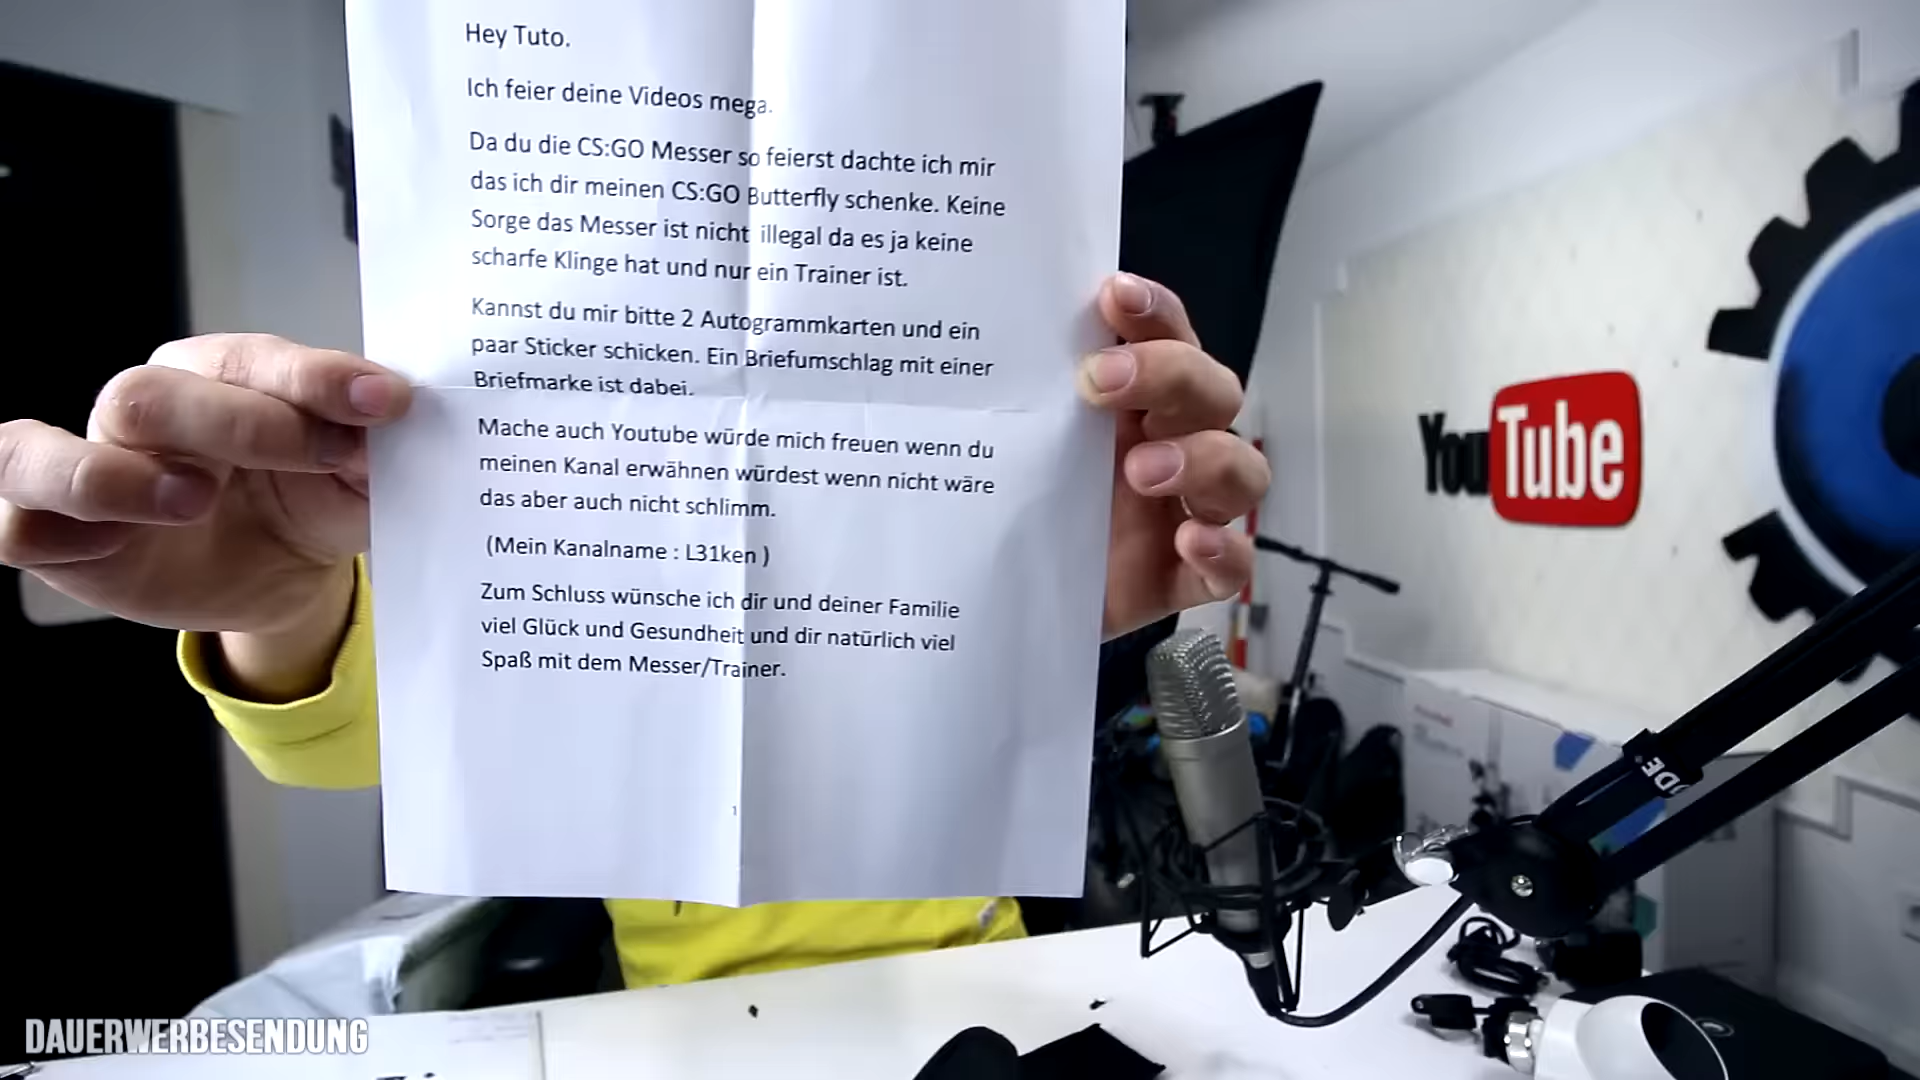 Hey Tuto.
Ich feier deine Videos mega.
Da du die CS:GO Messer so feierst dachte ich mir
das ich dir meinen CS:GO Butterfly schenke. Keine
Sorge das Messer ist nicht illegal da es ja keine
scharfe Klinge hat und nur ein Trainer ist.
Kannst du mir bitte 2 Autogrammkarten und ein
paar Sticker schicken. Ein Briefumschlag mit einer
Briefmarke ist dabei.
Mache auch Youtube würde mich freuen wenn du
meinen Kanal erwähnen würdest wenn nicht wäre
das aber auch nicht schlimm.
(Mein Kanalname : L31ken )
Zum Schluss wünsche ich dir und deiner Familie
viel Glück und Gesundheit und dir natürlich viel
Spaß mit dem Messer/Trainer.
1
YouTube
DAUERWERBESENDUNG